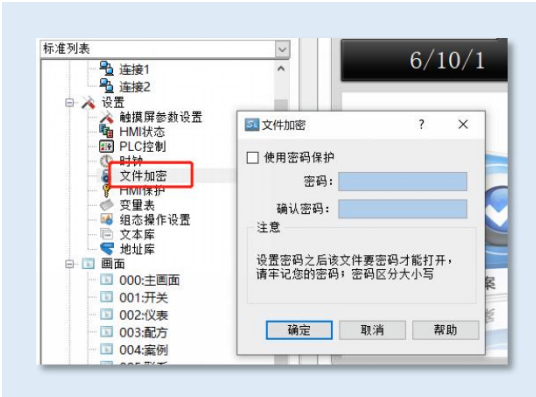 标准列表
6/10/1
连接1
连接2
设置
触摸屏参数设置
HMI状态
PLC控制
时钟
文件加密
HMI保护
变量表
组态操作设置
文本库
地址库
画面
000:主画面
001:开关
002:仪表
003:配方
004:案例
文件加密
? ×
使用密码保护
密码:
确认密码:
注意
设置密码之后该文件要密码才能打开,
请牢记您的密码; 密码区分大小写
确定
取消
帮助
案